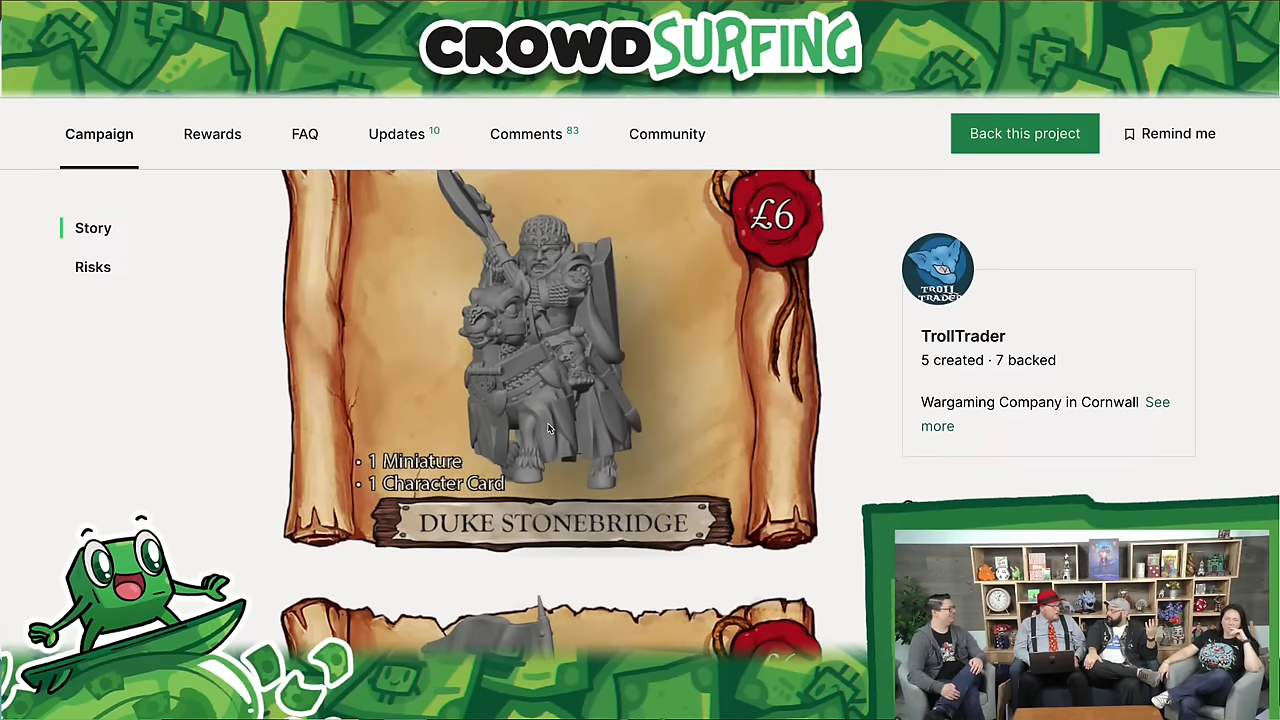 CROWDSURFING
Campaign
Rewards
FAQ
Updates 10
Comments 83
Community
Back this project
Remind me
Story
Risks
£6
TROLL
TRADER
TrollTrader
5 created · 7 backed
Wargaming Company in Cornwall See
more
• 1 Miniature
• 1 Character Card
DUKE STONEBRIDGE